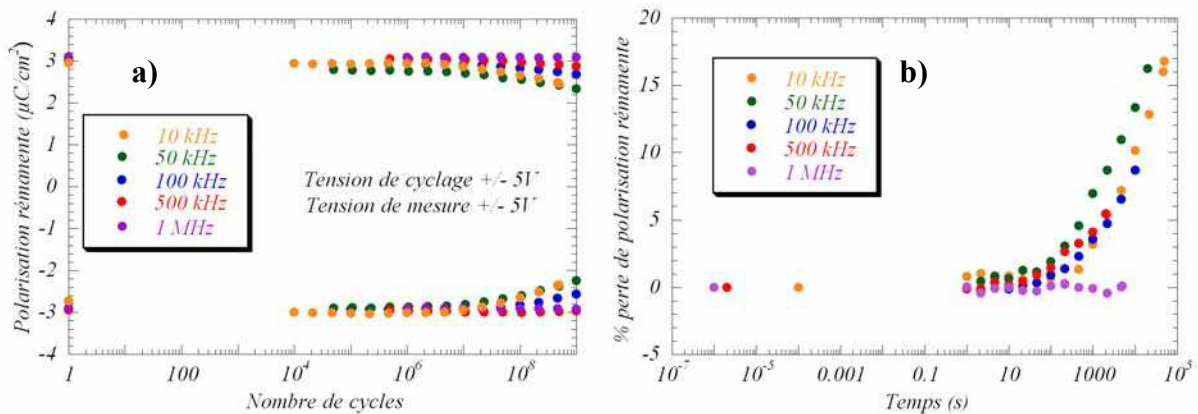 a)
Polarisation rémanente (µC/cm²)
4
3
2
1
0
-1
-2
-3
-4
10 kHz
50 kHz
100 kHz
500 kHz
1 MHz
Tension de cyclage +/- 5V
Tension de mesure +/- 5V
1
100
10⁴
10⁶
10⁸
Nombre de cycles
b)
% perte de polarisation rémanente
20
15
10
5
0
-5
10 kHz
50 kHz
100 kHz
500 kHz
1 MHz
10⁻⁷
10⁻⁵
0.001
0.1
10
1000
10⁵
Temps (s)